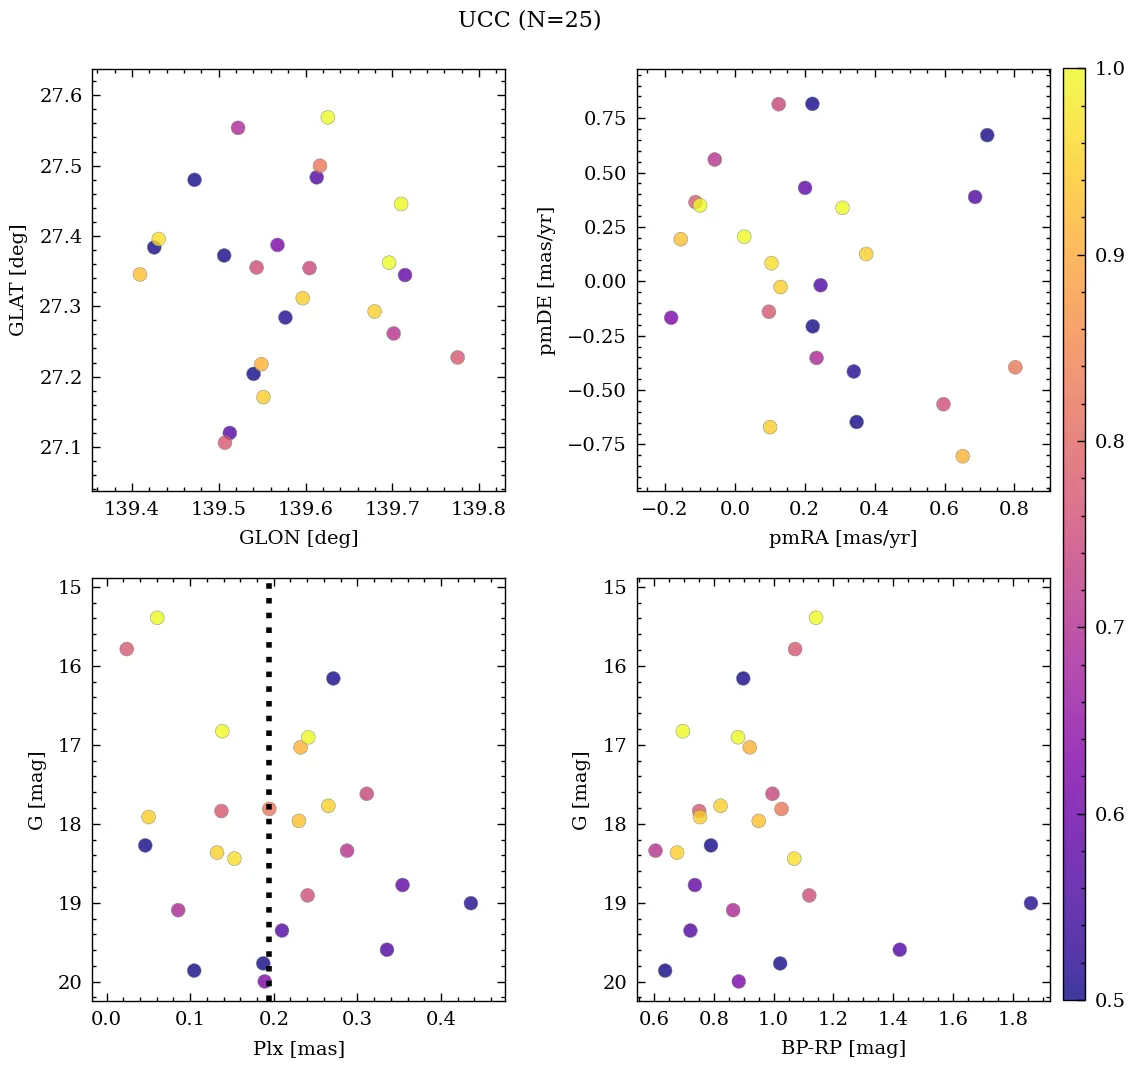 UCC (N=25)
27.6
27.5
27.4
27.3
27.2
27.1
GLAT [deg]
139.4 139.5 139.6 139.7 139.8
GLON [deg]
0.75
0.50
0.25
0.00
−0.25
−0.50
−0.75
pmDE [mas/yr]
−0.2 0.0 0.2 0.4 0.6 0.8
pmRA [mas/yr]
15
16
17
18
19
20
G [mag]
0.0 0.1 0.2 0.3 0.4
Plx [mas]
15
16
17
18
19
20
G [mag]
0.6 0.8 1.0 1.2 1.4 1.6 1.8
BP-RP [mag]
1.0
0.9
0.8
0.7
0.6
0.5